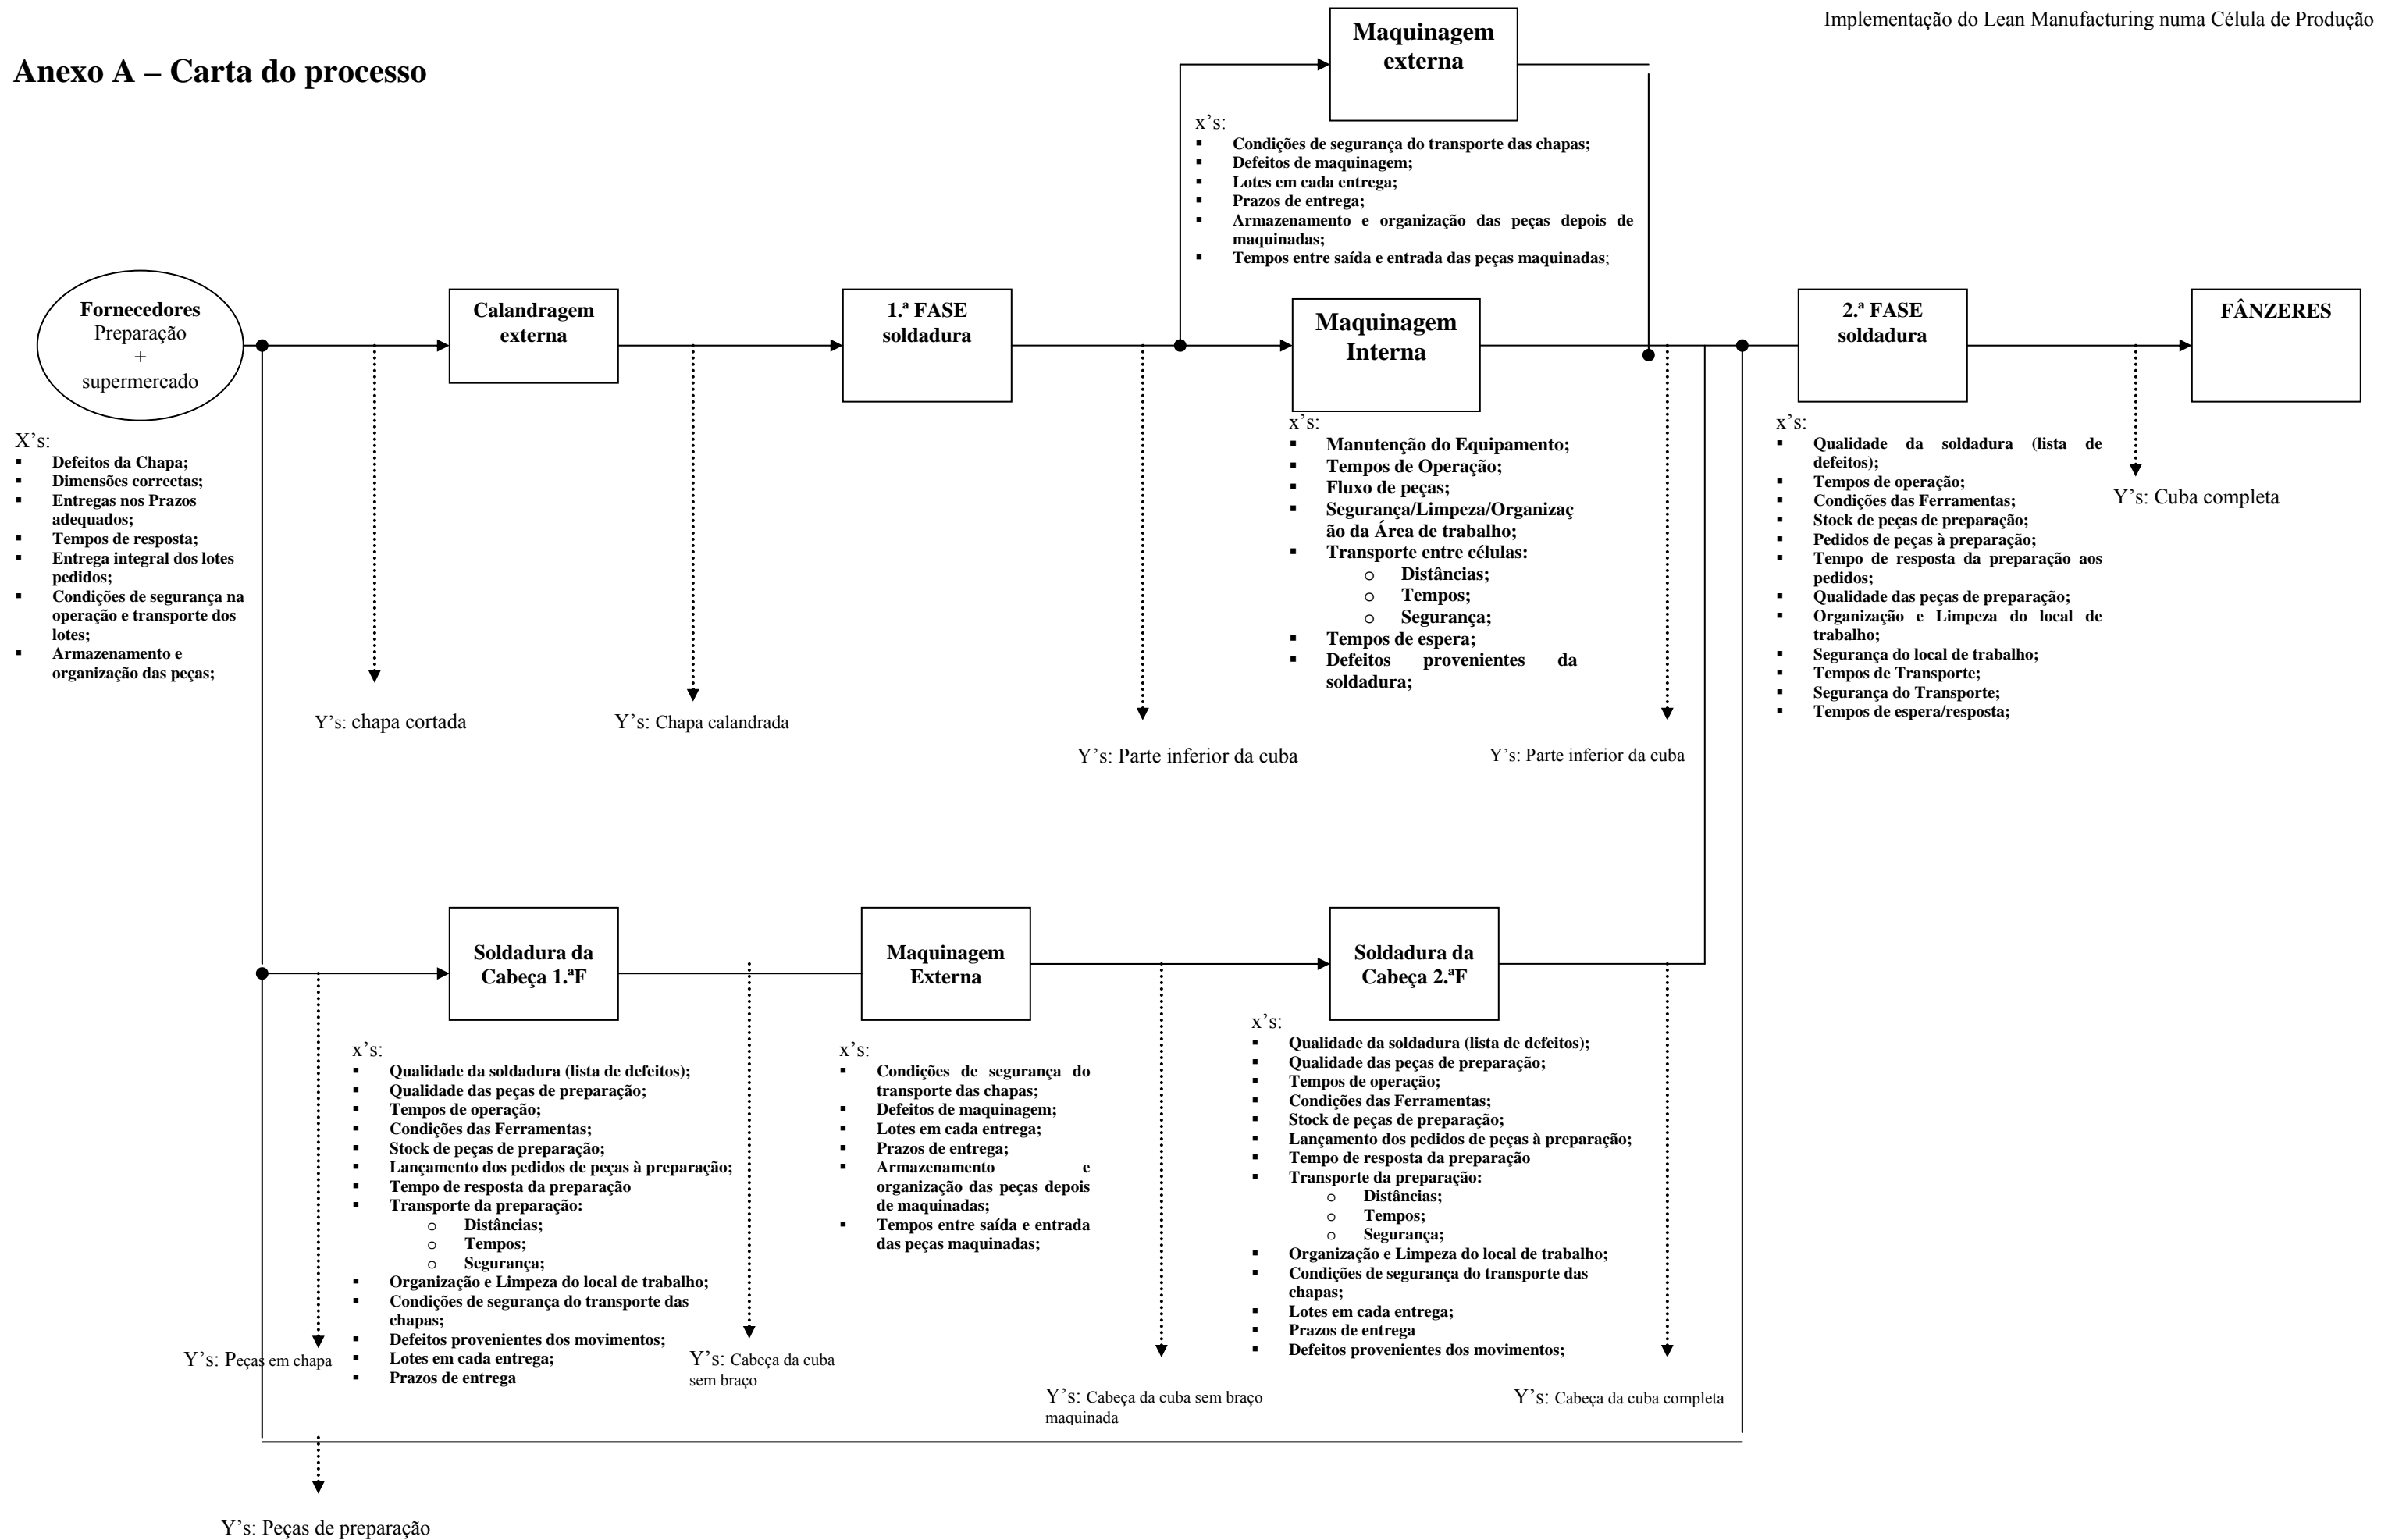 Implementação do Lean Manufacturing numa Célula de Produção
Anexo A – Carta do processo
Maquinagem
externa
x’s:
▪ Condições de segurança do transporte das chapas;
▪ Defeitos de maquinagem;
▪ Lotes em cada entrega;
▪ Prazos de entrega;
▪ Armazenamento e organização das peças depois de
maquinadas;
▪ Tempos entre saída e entrada das peças maquinadas;
Fornecedores
Preparação
+
supermercado
X’s:
▪ Defeitos da Chapa;
▪ Dimensões correctas;
▪ Entregas nos Prazos
adequados;
▪ Tempos de resposta;
▪ Entrega integral dos lotes
pedidos;
▪ Condições de segurança na
operação e transporte dos
lotes;
▪ Armazenamento e
organização das peças;
Calandragem
externa
1.ª FASE
soldadura
Maquinagem
Interna
x’s:
▪ Manutenção do Equipamento;
▪ Tempos de Operação;
▪ Fluxo de peças;
▪ Segurança/Limpeza/Organizaç
ão da Área de trabalho;
▪ Transporte entre células:
o Distâncias;
o Tempos;
o Segurança;
▪ Tempos de espera;
▪ Defeitos provenientes da
soldadura;
2.ª FASE
soldadura
x’s:
▪ Qualidade da soldadura (lista de
defeitos);
▪ Tempos de operação;
▪ Condições das Ferramentas;
▪ Stock de peças de preparação;
▪ Pedidos de peças à preparação;
▪ Tempo de resposta da preparação aos
pedidos;
▪ Qualidade das peças de preparação;
▪ Organização e Limpeza do local de
trabalho;
▪ Segurança do local de trabalho;
▪ Tempos de Transporte;
▪ Segurança do Transporte;
▪ Tempos de espera/resposta;
FÂNZERES
Y’s: Cuba completa
Y’s: chapa cortada
Y’s: Chapa calandrada
Y’s: Parte inferior da cuba
Y’s: Parte inferior da cuba
Soldadura da
Cabeça 1.ªF
x’s:
▪ Qualidade da soldadura (lista de defeitos);
▪ Qualidade das peças de preparação;
▪ Tempos de operação;
▪ Condições das Ferramentas;
▪ Stock de peças de preparação;
▪ Lançamento dos pedidos de peças à preparação;
▪ Tempo de resposta da preparação
▪ Transporte da preparação:
o Distâncias;
o Tempos;
o Segurança;
▪ Organização e Limpeza do local de trabalho;
▪ Condições de segurança do transporte das
chapas;
▪ Defeitos provenientes dos movimentos;
▪ Lotes em cada entrega;
▪ Prazos de entrega
Maquinagem
Externa
x’s:
▪ Condições de segurança do
transporte das chapas;
▪ Defeitos de maquinagem;
▪ Lotes em cada entrega;
▪ Prazos de entrega;
▪ Armazenamento e
organização das peças depois
de maquinadas;
▪ Tempos entre saída e entrada
das peças maquinadas;
Soldadura da
Cabeça 2.ªF
x’s:
▪ Qualidade da soldadura (lista de defeitos);
▪ Qualidade das peças de preparação;
▪ Tempos de operação;
▪ Condições das Ferramentas;
▪ Stock de peças de preparação;
▪ Lançamento dos pedidos de peças à preparação;
▪ Tempo de resposta da preparação
▪ Transporte da preparação:
o Distâncias;
o Tempos;
o Segurança;
▪ Organização e Limpeza do local de trabalho;
▪ Condições de segurança do transporte das
chapas;
▪ Lotes em cada entrega;
▪ Prazos de entrega
▪ Defeitos provenientes dos movimentos;
Y’s: Peças em chapa
Y’s: Cabeça da cuba
sem braço
Y’s: Cabeça da cuba sem braço
maquinada
Y’s: Cabeça da cuba completa
Y’s: Peças de preparação